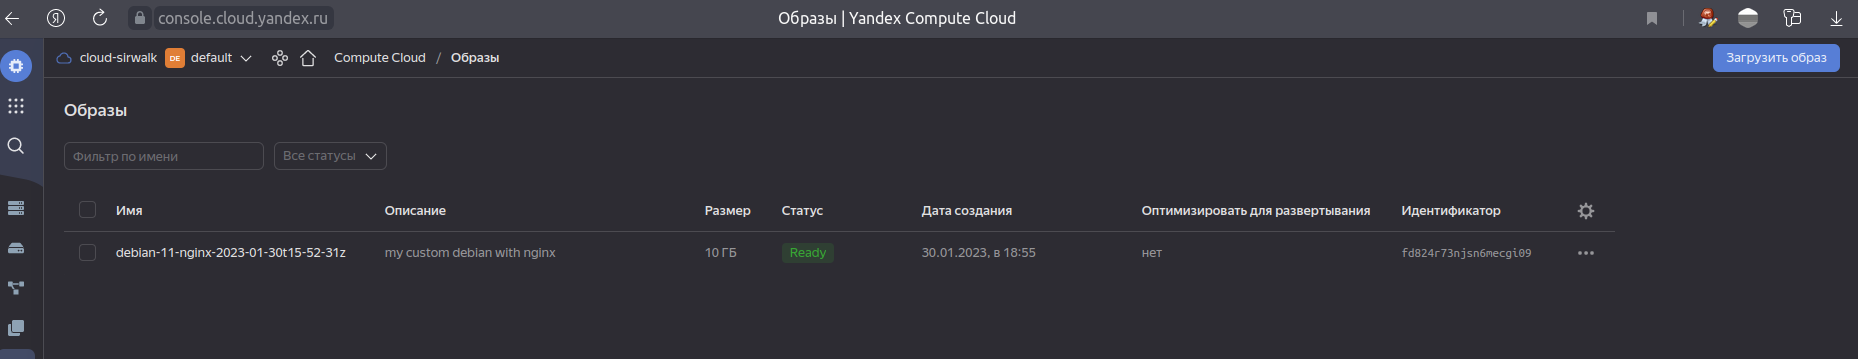 console.cloud.yandex.ru
Образы | Yandex Compute Cloud
cloud-sirwalk DE default Compute Cloud / Образы Загрузить образ
Образы
Фильтр по имени Все статусы
Имя Описание Размер Статус Дата создания Оптимизировать для развертывания Идентификатор
debian-11-nginx-2023-01-30t15-52-31z my custom debian with nginx 10 ГБ Ready 30.01.2023, в 18:55 нет fd824r73njsn6mecgi09